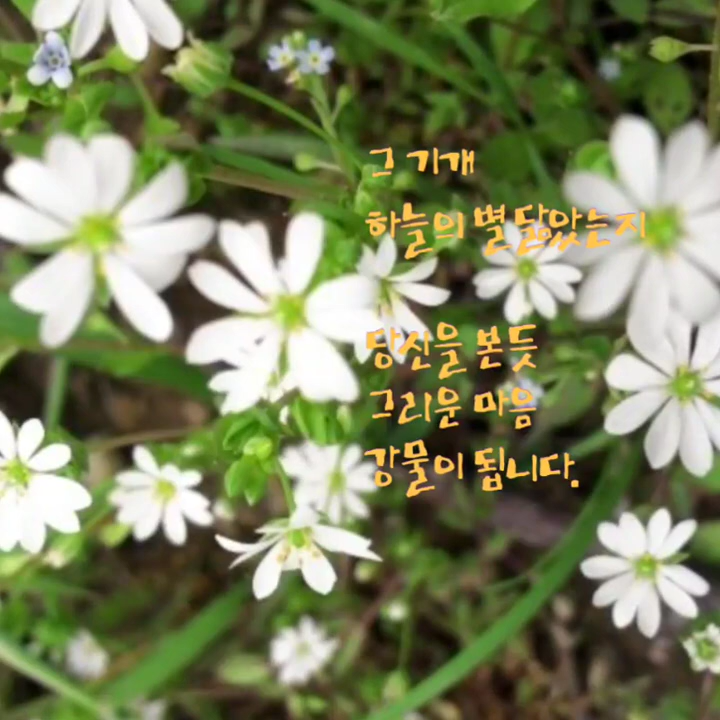 그 기개
하늘의 별 닮았는지
당신을 본 듯
그리운 마음
강물이 됩니다.